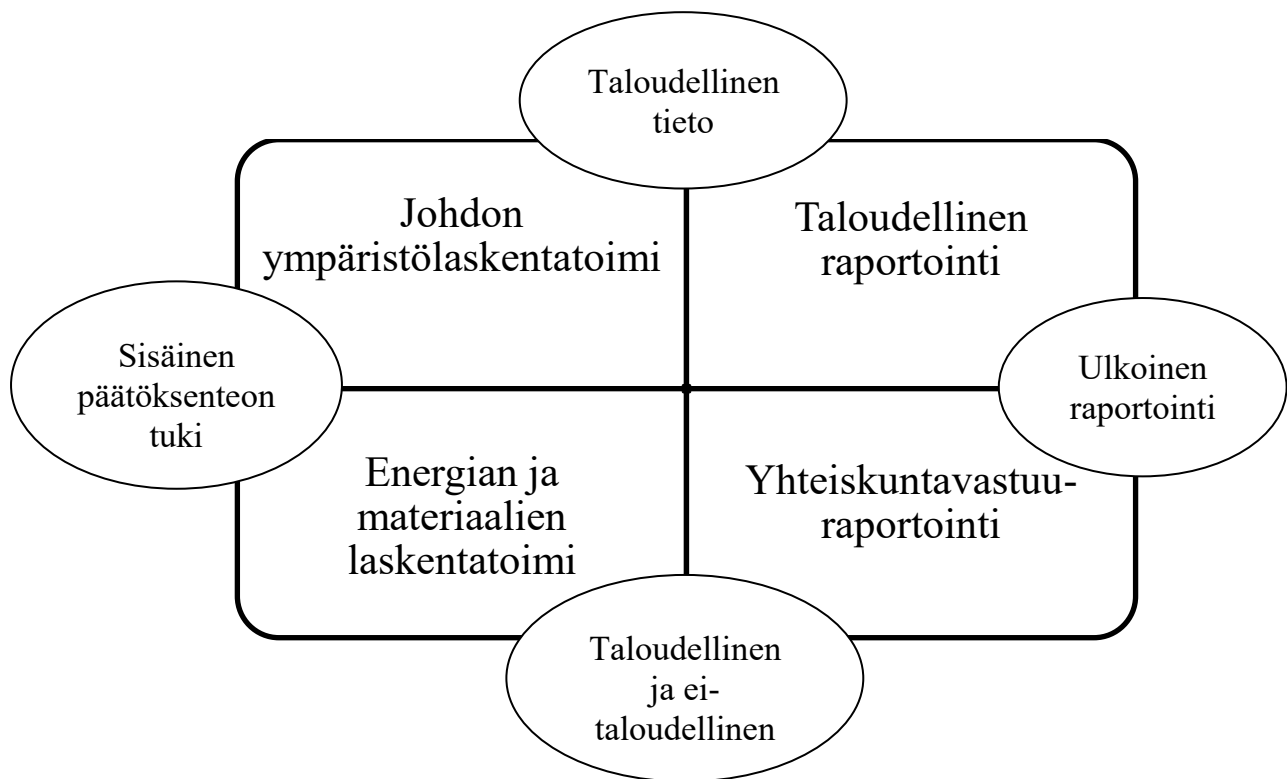 Taloudellinen
tieto
Johdon
ympäristölaskentatoimi
Taloudellinen
raportointi
Sisäinen
päätöksenteon
tuki
Ulkoinen
raportointi
Energian ja
materiaalien
laskentatoimi
Yhteiskuntavastuu-
raportointi
Taloudellinen
ja ei-
taloudellinen